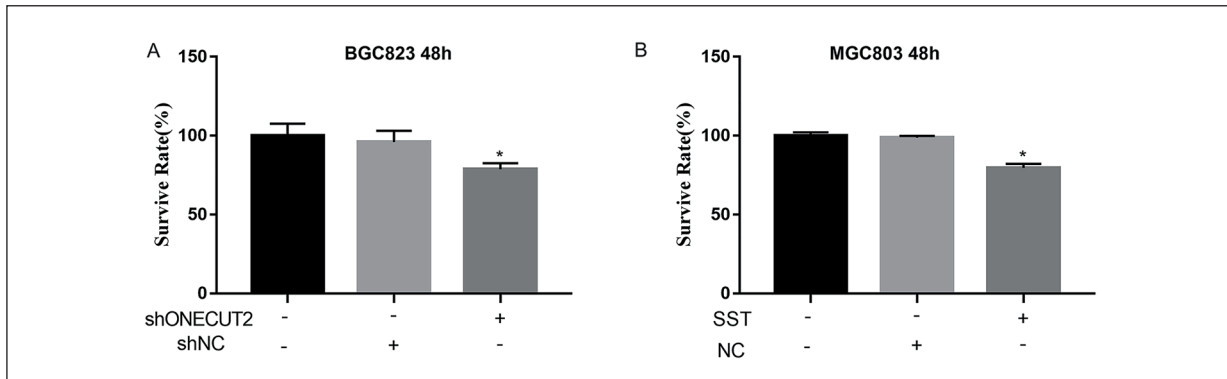 A
BGC823 48h
150
100
50
0
Survive Rate(%)
*
shONECUT2 - - +
shNC - + -
B
MGC803 48h
150
100
50
0
Survive Rate(%)
*
SST - - +
NC - + -